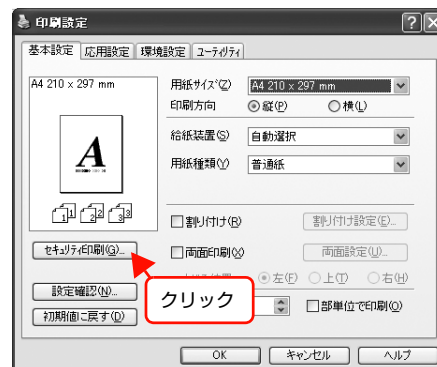 印刷設定
基本設定 応用設定 環境設定 ユーティリティ
A4 210 x 297 mm
用紙サイズ(Z) A4 210 x 297 mm
印刷方向 縦(P) 横(L)
給紙装置(S) 自動選択
用紙種類(Y) 普通紙
A
1 1 2 2 3 3
割り付け(R) 割り付け設定(E)...
セキュリティ印刷(G)...
両面印刷(X) 両面設定(U)...
左(F) 上(T) 右(H)
クリック
設定確認(N)...
部単位で印刷(O)
初期値に戻す(D)
OK キャンセル ヘルプ